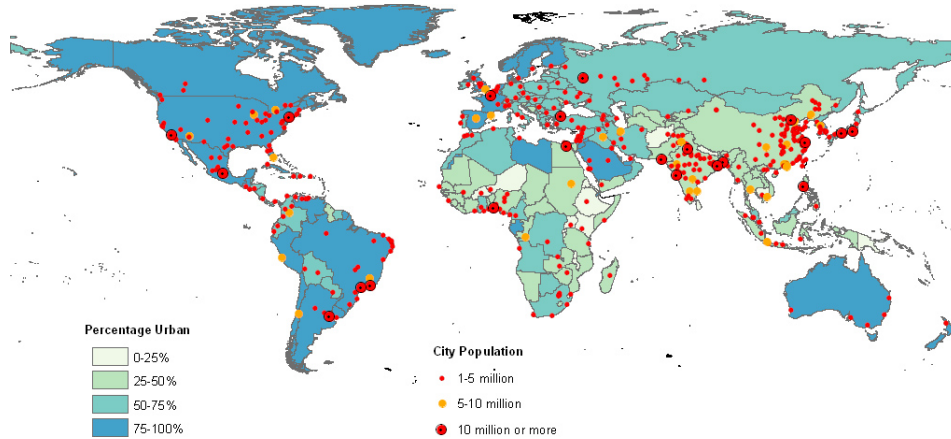 Percentage Urban
0-25%
25-50%
50-75%
75-100%
City Population
1-5 million
5-10 million
10 million or more